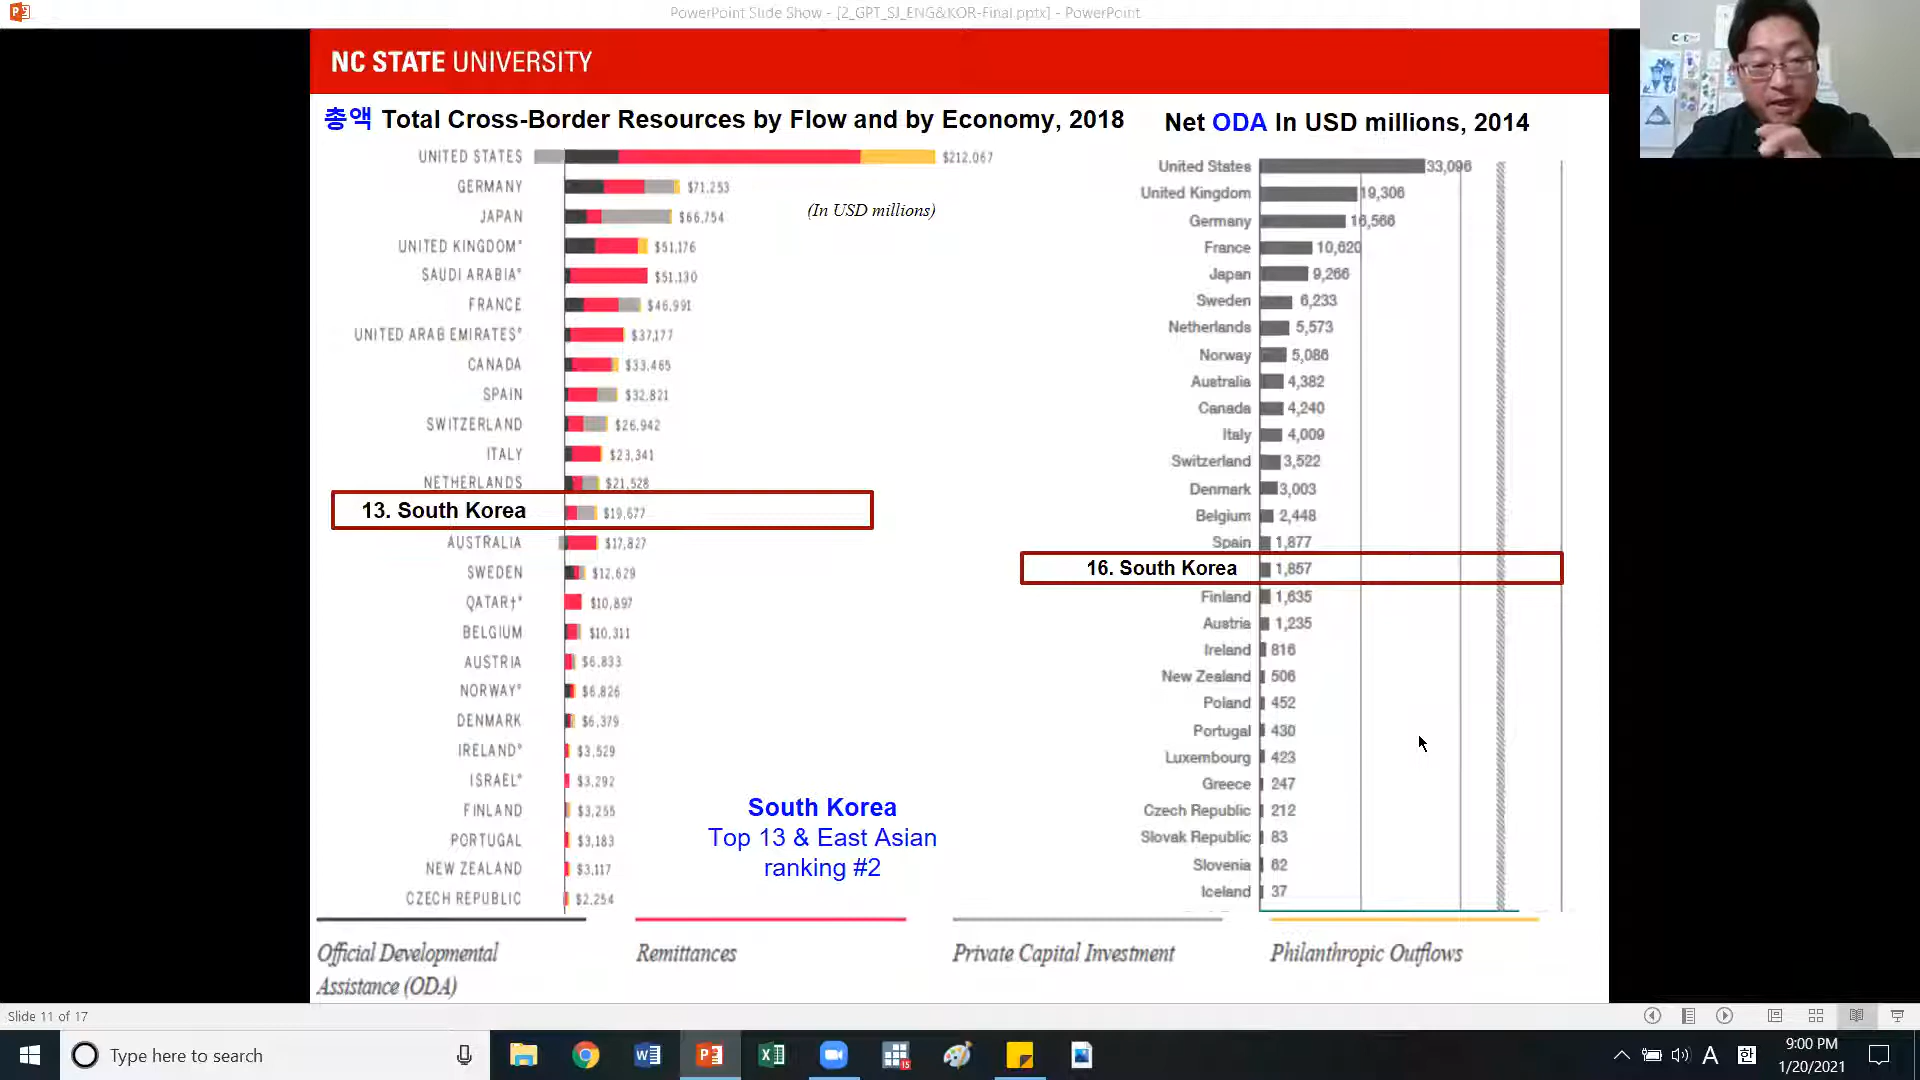 PowerPoint Slide Show - [2_GPT_SJ_ENG&KOR-Final.pptx] - PowerPoint
NC STATE UNIVERSITY
총액 Total Cross-Border Resources by Flow and by Economy, 2018
(In USD millions)
UNITED STATES $212,067
GERMANY $71,253
JAPAN $66,754
UNITED KINGDOM* $51,176
SAUDI ARABIA° $51,130
FRANCE $46,991
UNITED ARAB EMIRATES° $37,177
CANADA $33,465
SPAIN $32,821
SWITZERLAND $26,942
ITALY $23,341
NETHERLANDS $21,528
13. South Korea $19,677
AUSTRALIA $17,827
SWEDEN $12,629
QATAR†° $10,897
BELGIUM $10,311
AUSTRIA $6,833
NORWAY° $6,826
DENMARK $6,379
IRELAND° $3,529
ISRAEL° $3,292
FINLAND $3,255
PORTUGAL $3,183
NEW ZEALAND $3,117
CZECH REPUBLIC $2,254
South Korea
Top 13 & East Asian
ranking #2
Net ODA In USD millions, 2014
United States 33,096
United Kingdom 19,306
Germany 16,566
France 10,620
Japan 9,266
Sweden 6,233
Netherlands 5,573
Norway 5,086
Australia 4,382
Canada 4,240
Italy 4,009
Switzerland 3,522
Denmark 3,003
Belgium 2,448
Spain 1,877
16. South Korea 1,857
Finland 1,635
Austria 1,235
Ireland 816
New Zealand 506
Poland 452
Portugal 430
Luxembourg 423
Greece 247
Czech Republic 212
Slovak Republic 83
Slovenia 62
Iceland 37
Official Developmental
Assistance (ODA)
Remittances
Private Capital Investment
Philanthropic Outflows
Slide 11 of 17
Type here to search
A
한
9:00 PM
1/20/2021